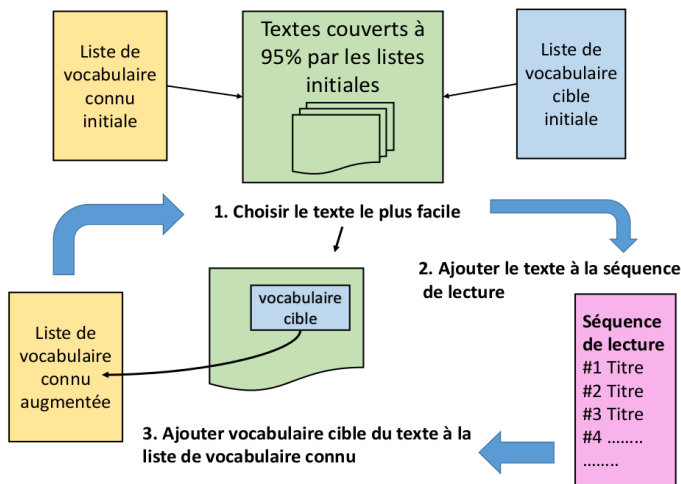 Liste de
vocabulaire
connu
initiale
Textes couverts à
95% par les listes
initiales
Liste de
vocabulaire
cible
initiale
1. Choisir le texte le plus facile
2. Ajouter le texte à la séquence
de lecture
vocabulaire
cible
Liste de
vocabulaire
connu
augmentée
Séquence
de lecture
#1 Titre
#2 Titre
#3 Titre
#4 ........
........
3. Ajouter vocabulaire cible du texte à la
liste de vocabulaire connu